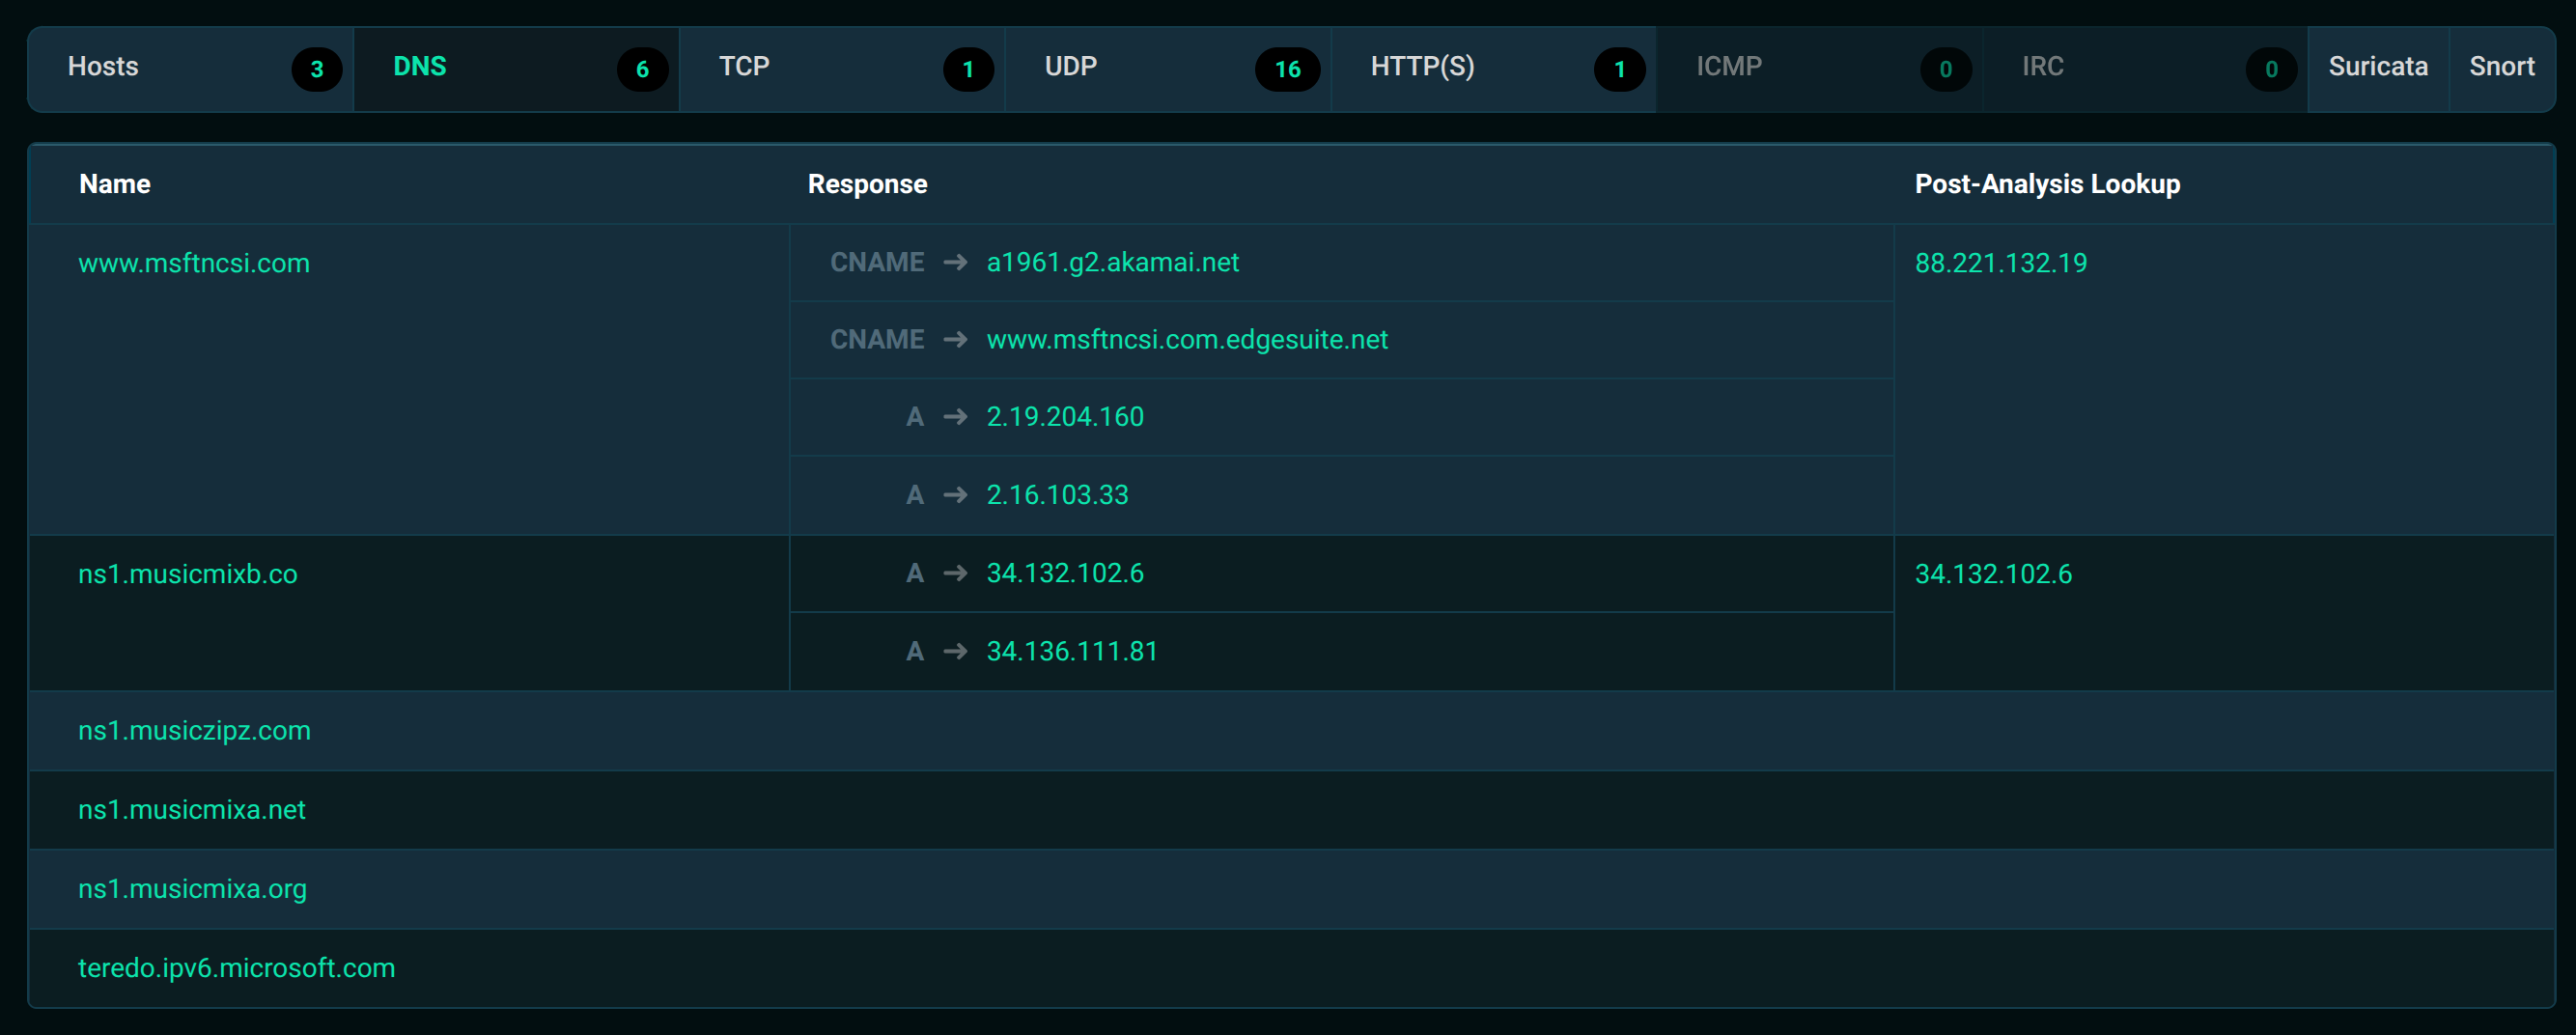 Hosts 3 DNS 6 TCP 1 UDP 16 HTTP(S) 1 ICMP 0 IRC 0 Suricata Snort
Name Response Post-Analysis Lookup
www.msftncsi.com CNAME → a1961.g2.akamai.net 88.221.132.19
CNAME → www.msftncsi.com.edgesuite.net
A → 2.19.204.160
A → 2.16.103.33
ns1.musicmixb.co A → 34.132.102.6 34.132.102.6
A → 34.136.111.81
ns1.musiczipz.com
ns1.musicmixa.net
ns1.musicmixa.org
teredo.ipv6.microsoft.com